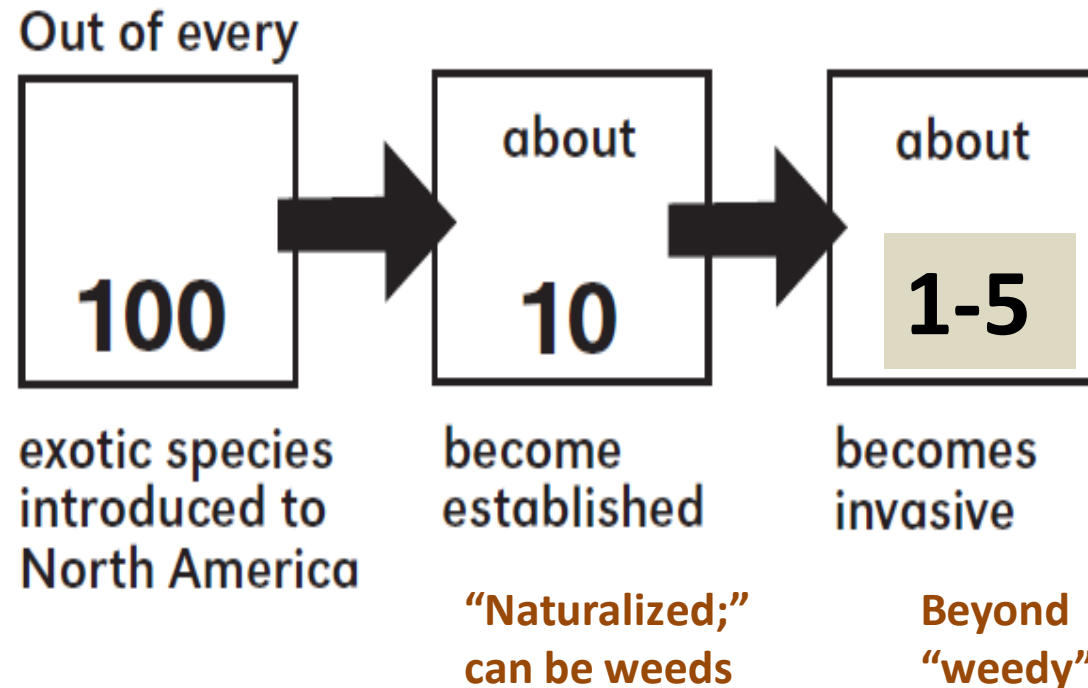 Out of every
100
exotic species
introduced to
North America
about
10
become
established
“Naturalized;”
can be weeds
about
1-5
becomes
invasive
Beyond
“weedy”